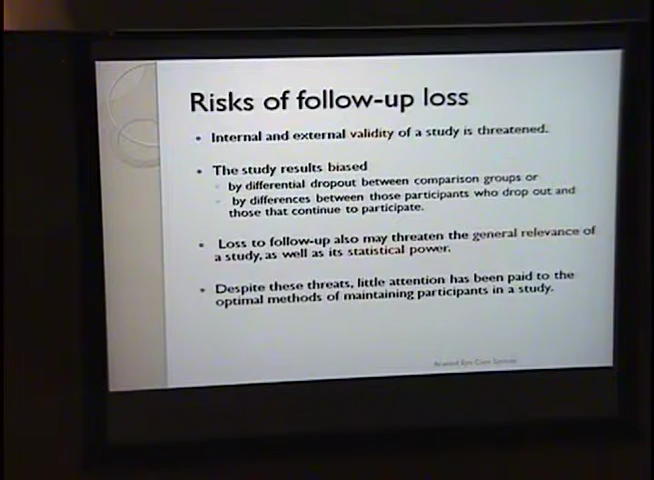 Risks of follow-up loss
• Internal and external validity of a study is threatened.
• The study results biased
by differential dropout between comparison groups or
by differences between those participants who drop out and
those that continue to participate.
• Loss to follow-up also may threaten the general relevance of
a study, as well as its statistical power.
• Despite these threats, little attention has been paid to the
optimal methods of maintaining participants in a study.
Eye Care